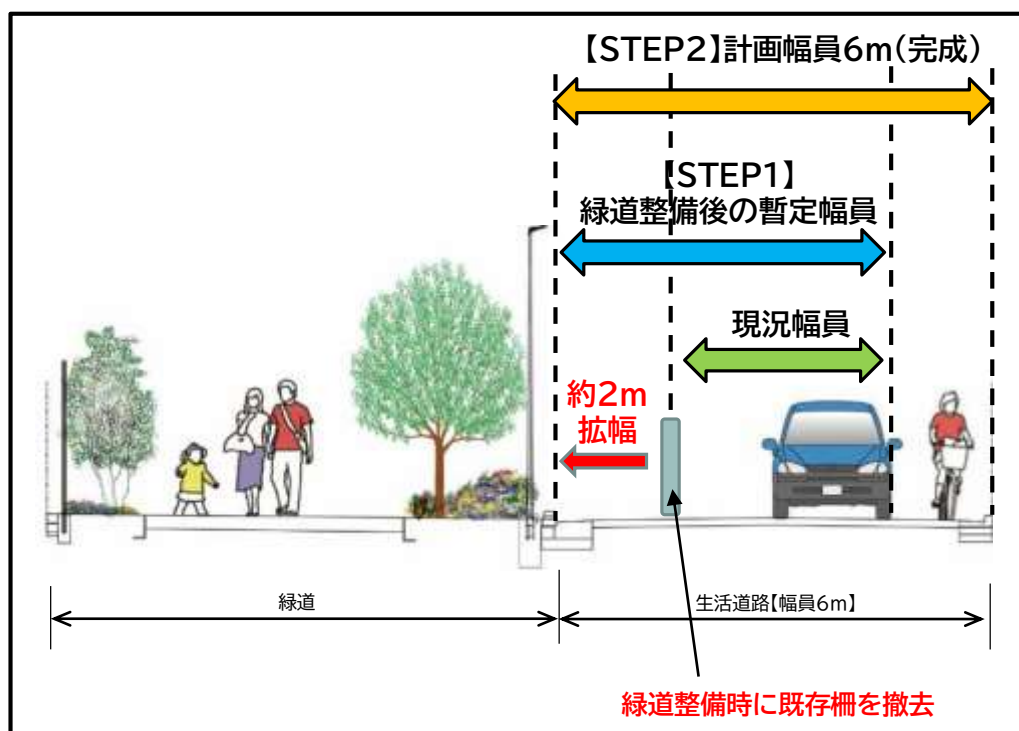 【STEP2】計画幅員6m(完成)
【STEP1】
緑道整備後の暫定幅員
現況幅員
約2m
拡幅
緑道
生活道路【幅員6m】
緑道整備時に既存柵を撤去